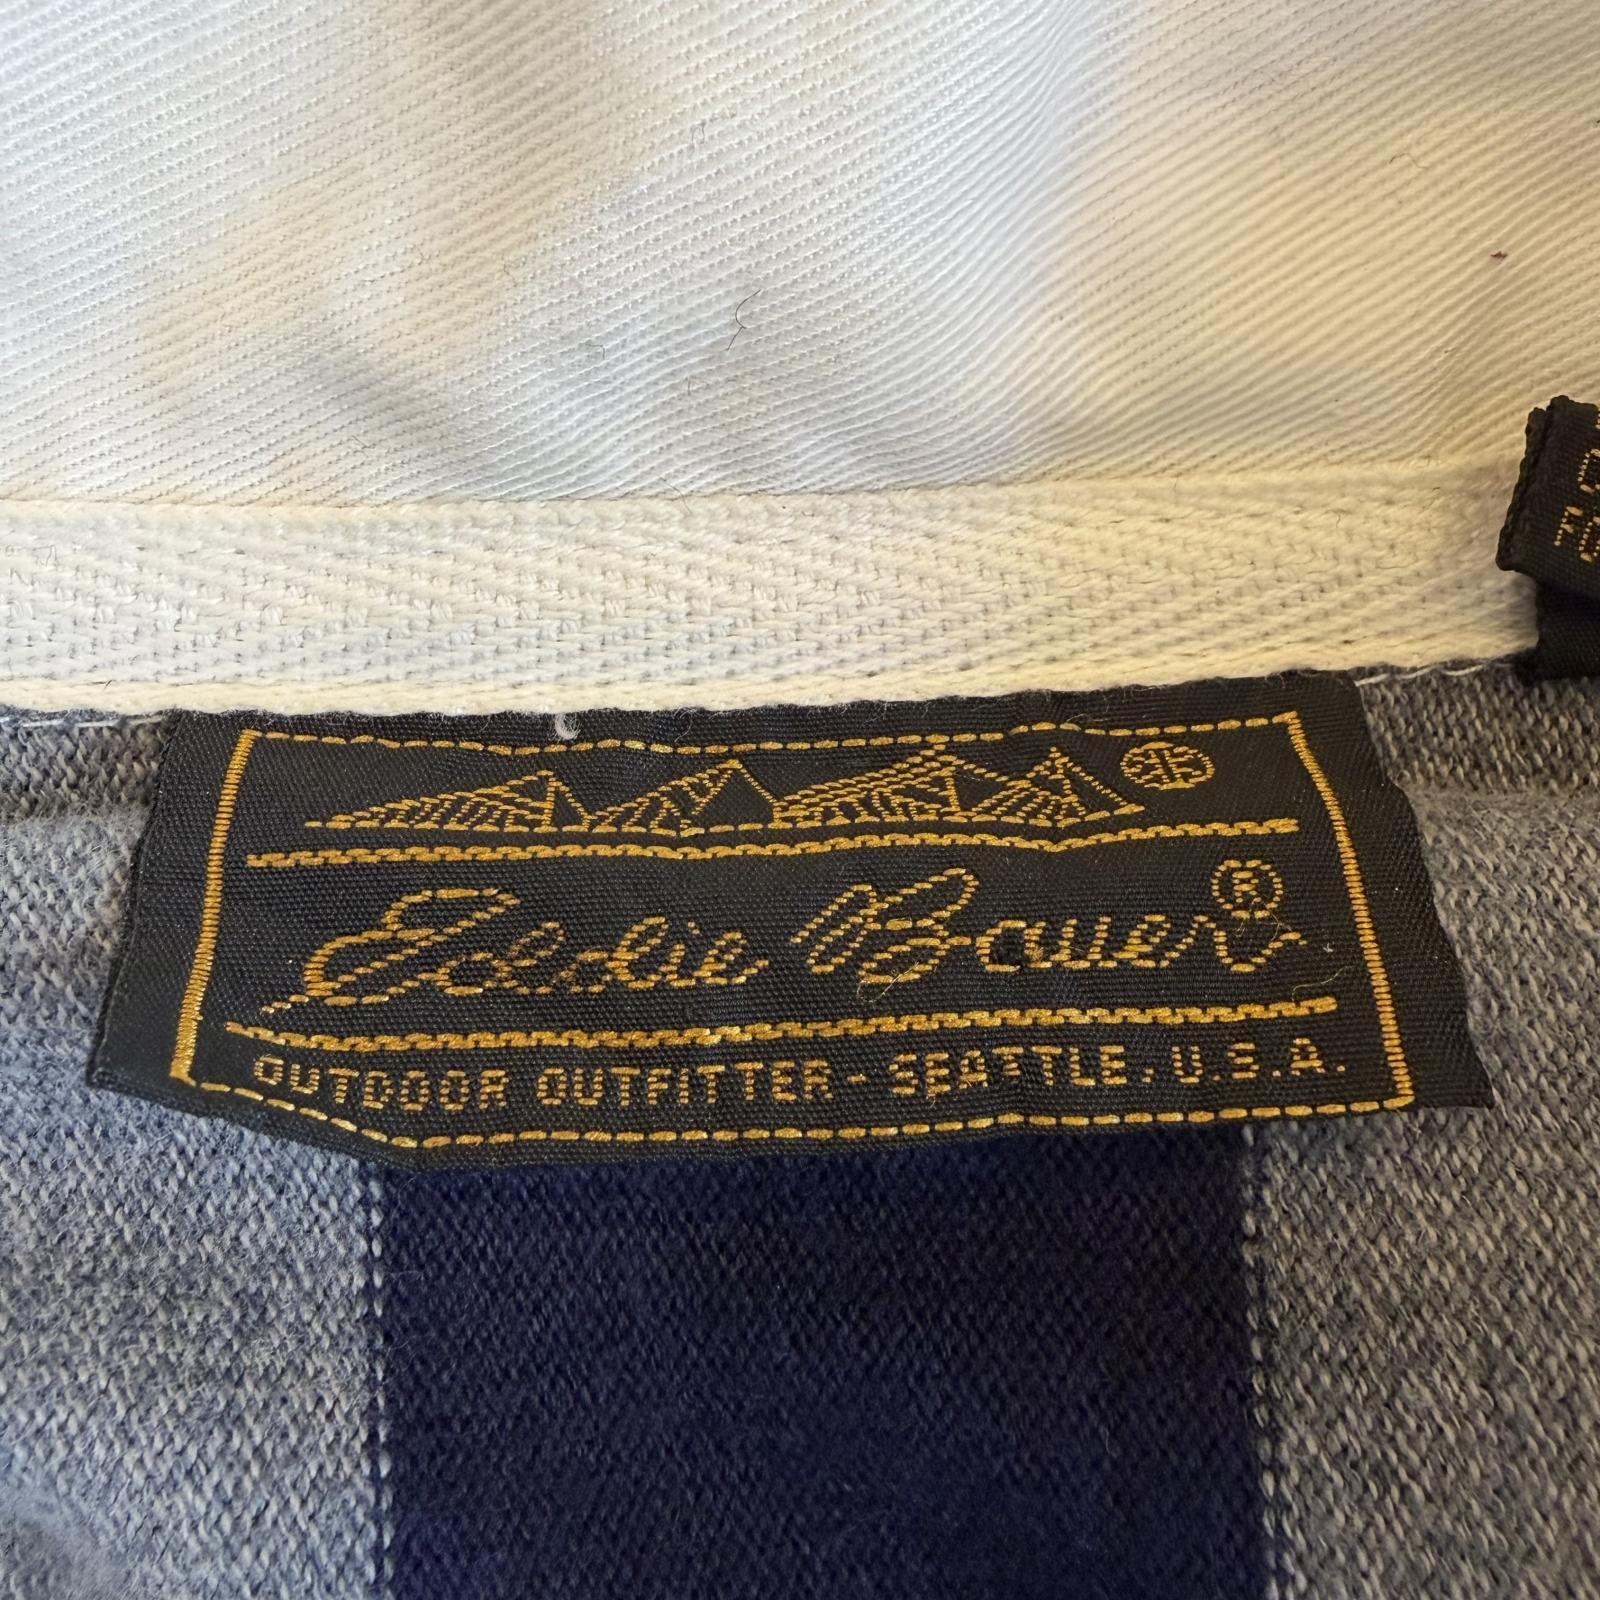 Eddie Bauer®
OUTDOOR OUTFITTER - SEATTLE, U.S.A.